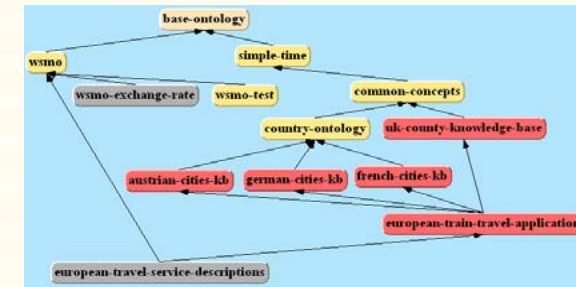 base-ontology
wsmo
simple-time
wsmo-exchange-rate
wsmo-test
common-concepts
country-ontology
uk-county-knowledge-base
austrian-cities-kb
german-cities-kb
french-cities-kb
european-train-travel-application
european-travel-service-descriptions